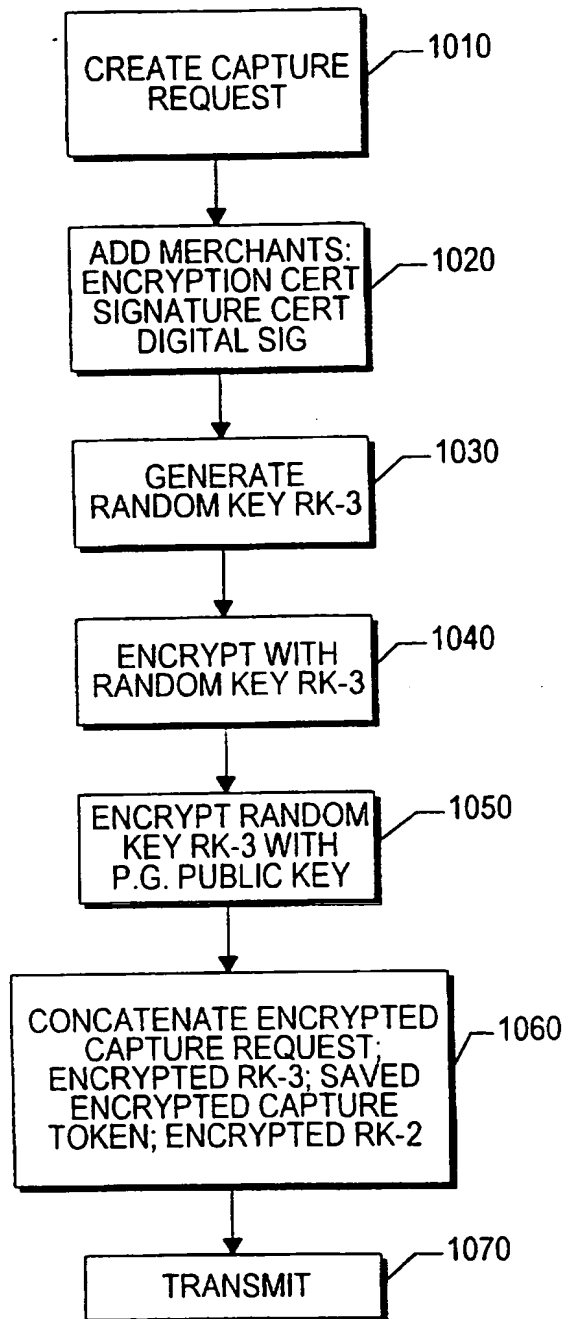 CREATE CAPTURE
REQUEST
1010
ADD MERCHANTS:
ENCRYPTION CERT
SIGNATURE CERT
DIGITAL SIG
1020
GENERATE
RANDOM KEY RK-3
1030
ENCRYPT WITH
RANDOM KEY RK-3
1040
ENCRYPT RANDOM
KEY RK-3 WITH
P.G. PUBLIC KEY
1050
CONCATENATE ENCRYPTED
CAPTURE REQUEST;
ENCRYPTED RK-3; SAVED
ENCRYPTED CAPTURE
TOKEN; ENCRYPTED RK-2
1060
TRANSMIT
1070